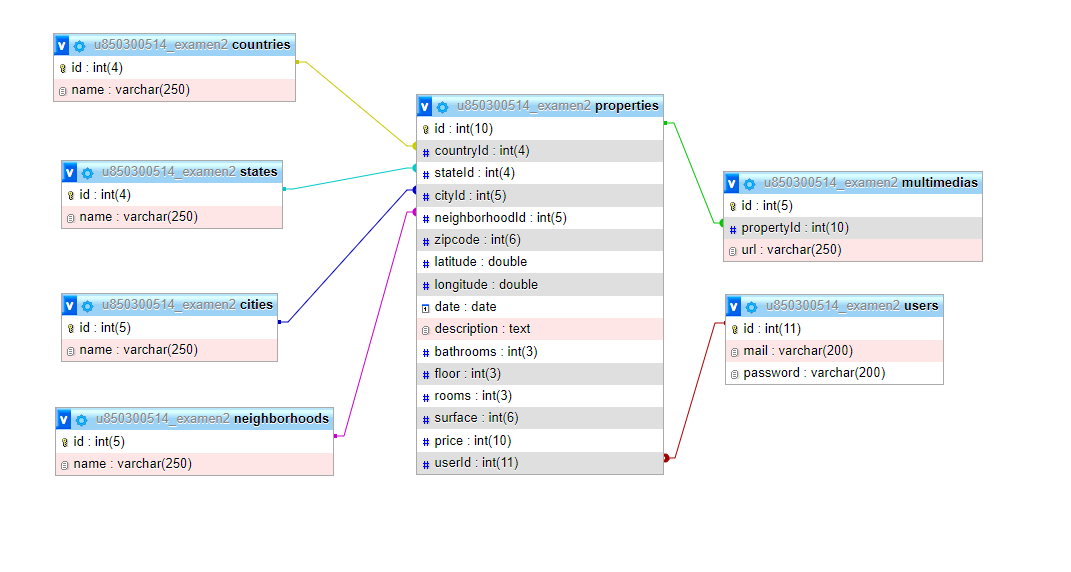 v u850300514_examen2 countries
id : int(4)
name : varchar(250)
v u850300514_examen2 states
id : int(4)
name : varchar(250)
v u850300514_examen2 cities
id : int(5)
name : varchar(250)
v u850300514_examen2 neighborhoods
id : int(5)
name : varchar(250)
v u850300514_examen2 properties
id : int(10)
# countryId : int(4)
# stateId : int(4)
# cityId : int(5)
# neighborhoodId : int(5)
# zipcode : int(6)
# latitude : double
# longitude : double
date : date
description : text
# bathrooms : int(3)
# floor : int(3)
# rooms : int(3)
# surface : int(6)
# price : int(10)
# userId : int(11)
v u850300514_examen2 multimedias
id : int(5)
# propertyId : int(10)
url : varchar(250)
v u850300514_examen2 users
id : int(11)
mail : varchar(200)
password : varchar(200)